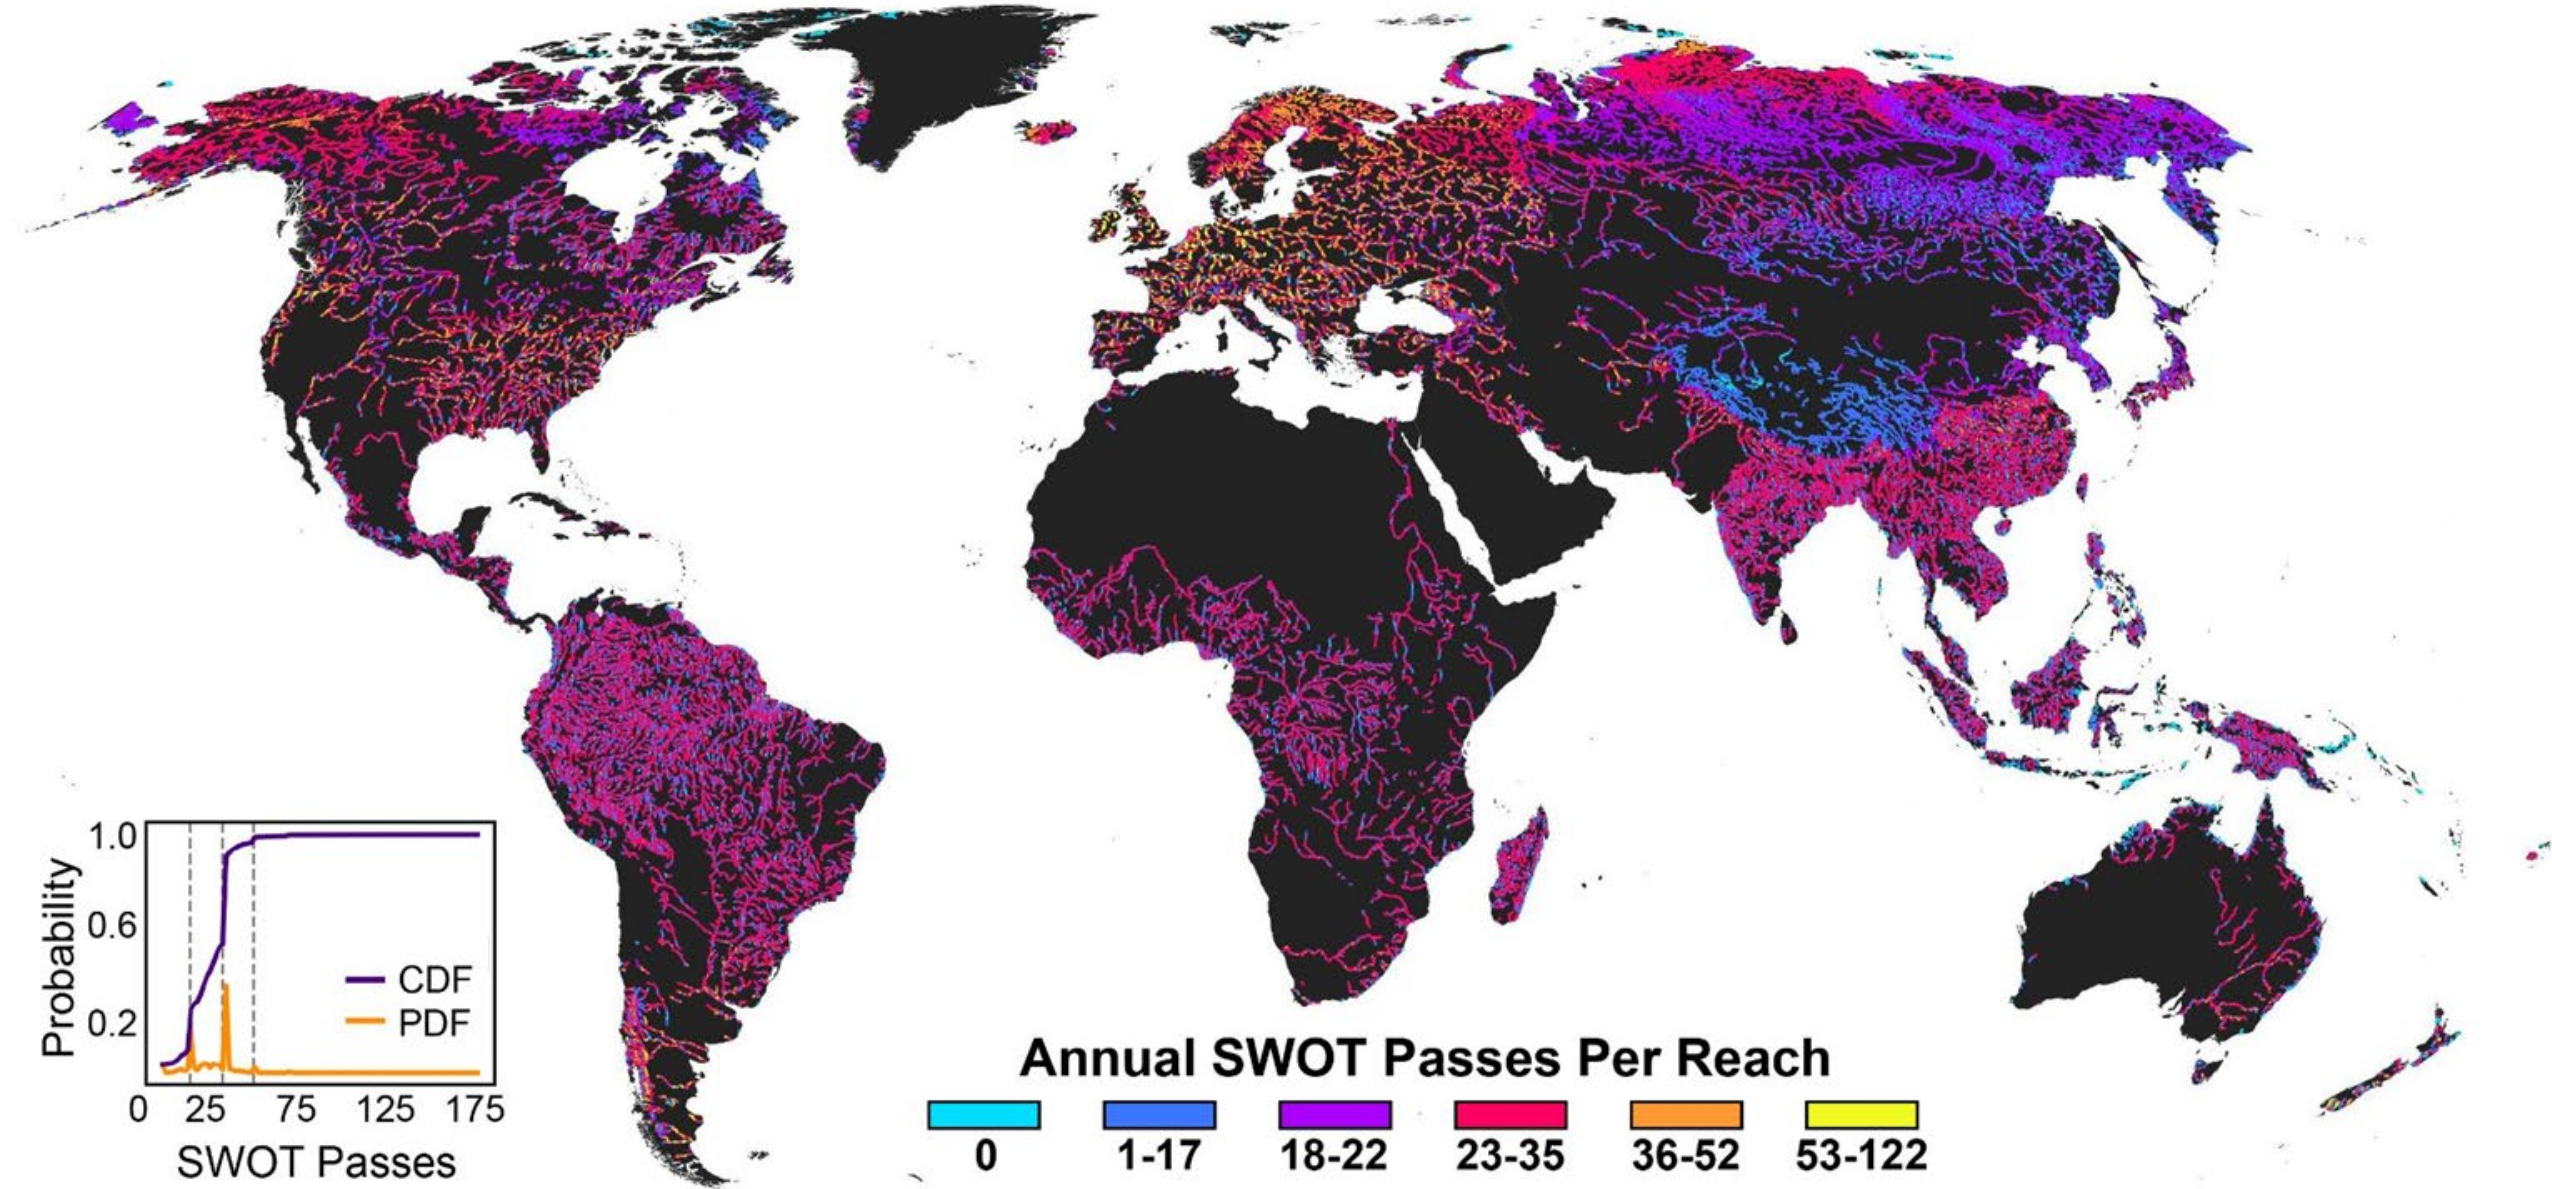 1.0
0.6
0.2
Probability
CDF
PDF
0 25 75 125 175
SWOT Passes
Annual SWOT Passes Per Reach
0 1-17 18-22 23-35 36-52 53-122